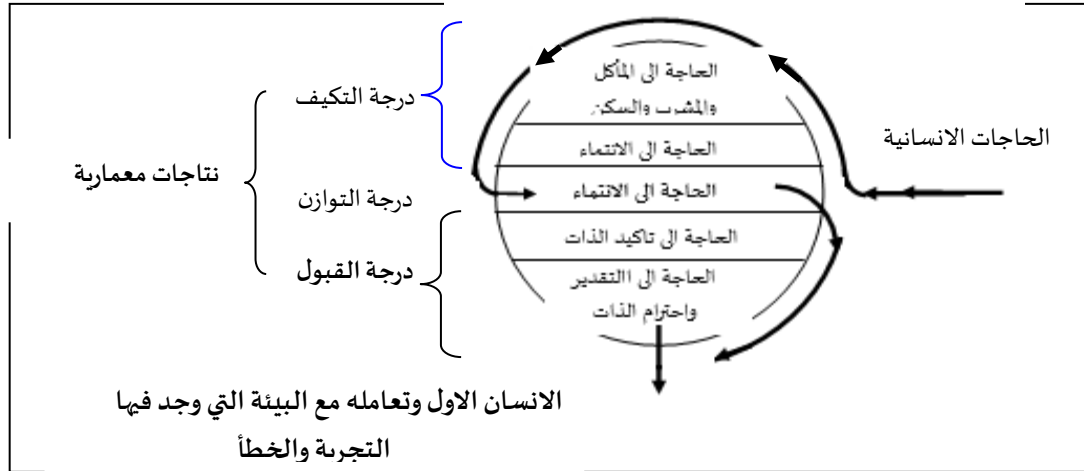 الحاجة الى المأكل
والمشرب والسكن
الحاجة الى الانتماء
الحاجة الى الانتماء
الحاجة الى تاكيد الذات
الحاجة الى االتقدير
واحترام الذات
الحاجات الانسانية
درجة التكيف
درجة التوازن
درجة القبول
نتاجات معمارية
الانسان الاول وتعامله مع البيئة التي وجد فيها
التجربة والخطأ